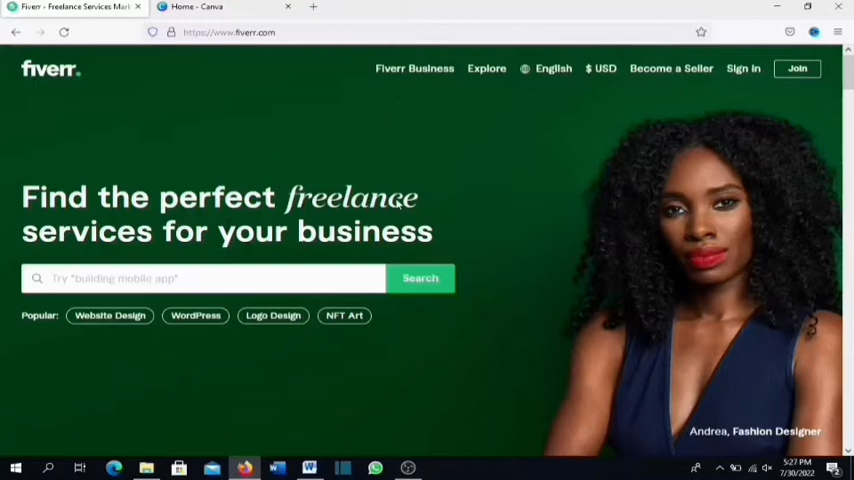 Fiverr - Freelance Services Mark
Home - Canva
https://www.fiverr.com
fiverr.
Fiverr Business
Explore
English
$ USD
Become a Seller
Sign In
Join
Find the perfect freelance
services for your business
Try "building mobile app"
Search
Popular:
Website Design
WordPress
Logo Design
NFT Art
Andrea, Fashion Designer
5:27 PM
7/30/2022
2